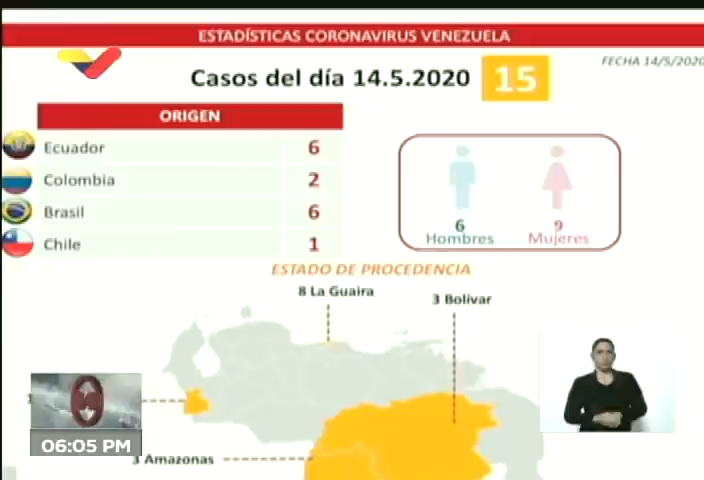 ESTADÍSTICAS CORONAVIRUS VENEZUELA
FECHA 14/5/2020
Casos del día 14.5.2020 15
ORIGEN
Ecuador 6
Colombia 2
Brasil 6
Chile 1
6 Hombres
9 Mujeres
ESTADO DE PROCEDENCIA
8 La Guaira
3 Bolívar
06:05 PM
3 Amazonas